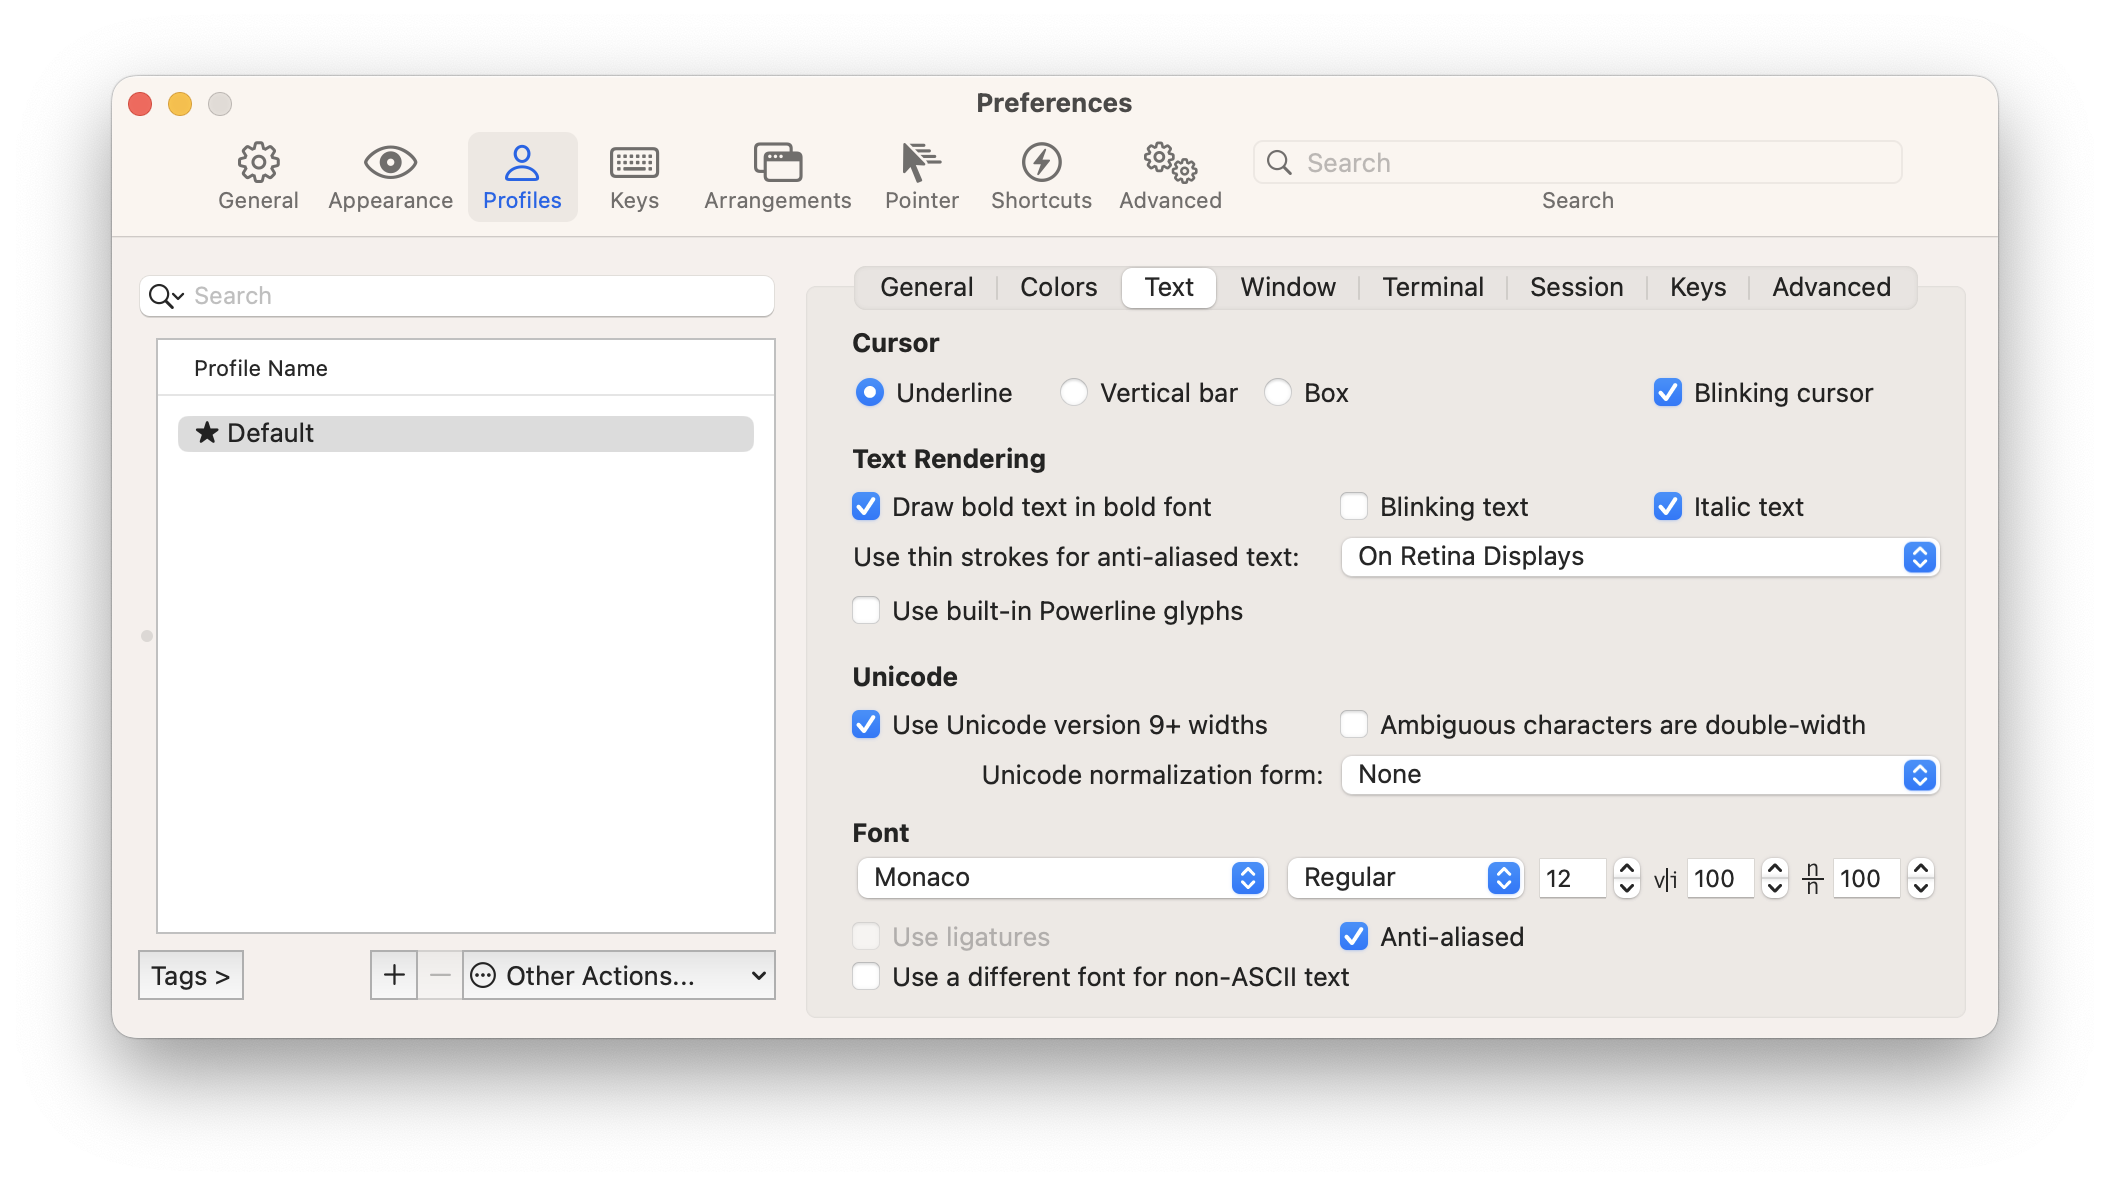 Preferences
General Appearance Profiles Keys Arrangements Pointer Shortcuts Advanced Search
Search
Search
Profile Name
★ Default
Tags > + − Other Actions...
General Colors Text Window Terminal Session Keys Advanced
Cursor
Underline Vertical bar Box Blinking cursor
Text Rendering
Draw bold text in bold font Blinking text Italic text
Use thin strokes for anti-aliased text: On Retina Displays
Use built-in Powerline glyphs
Unicode
Use Unicode version 9+ widths Ambiguous characters are double-width
Unicode normalization form: None
Font
Monaco Regular 12 v|i 100 n/n 100
Use ligatures Anti-aliased
Use a different font for non-ASCII text